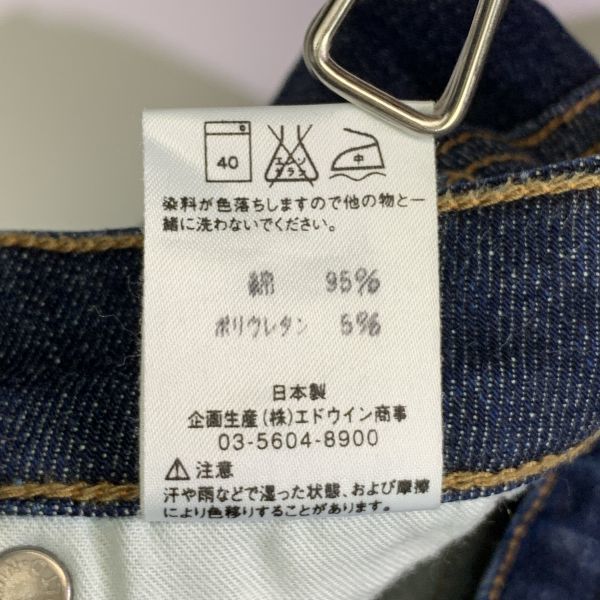 40
エンソ
サラシ
中
染料が色落ちしますので他の物と一
緒に洗わないでください。
綿 95%
ポリウレタン 5%
日本製
企画生産(株)エドウイン商事
03-5604-8900
⚠注意
汗や雨などで湿った状態、および摩擦
により色移りすることがあります。